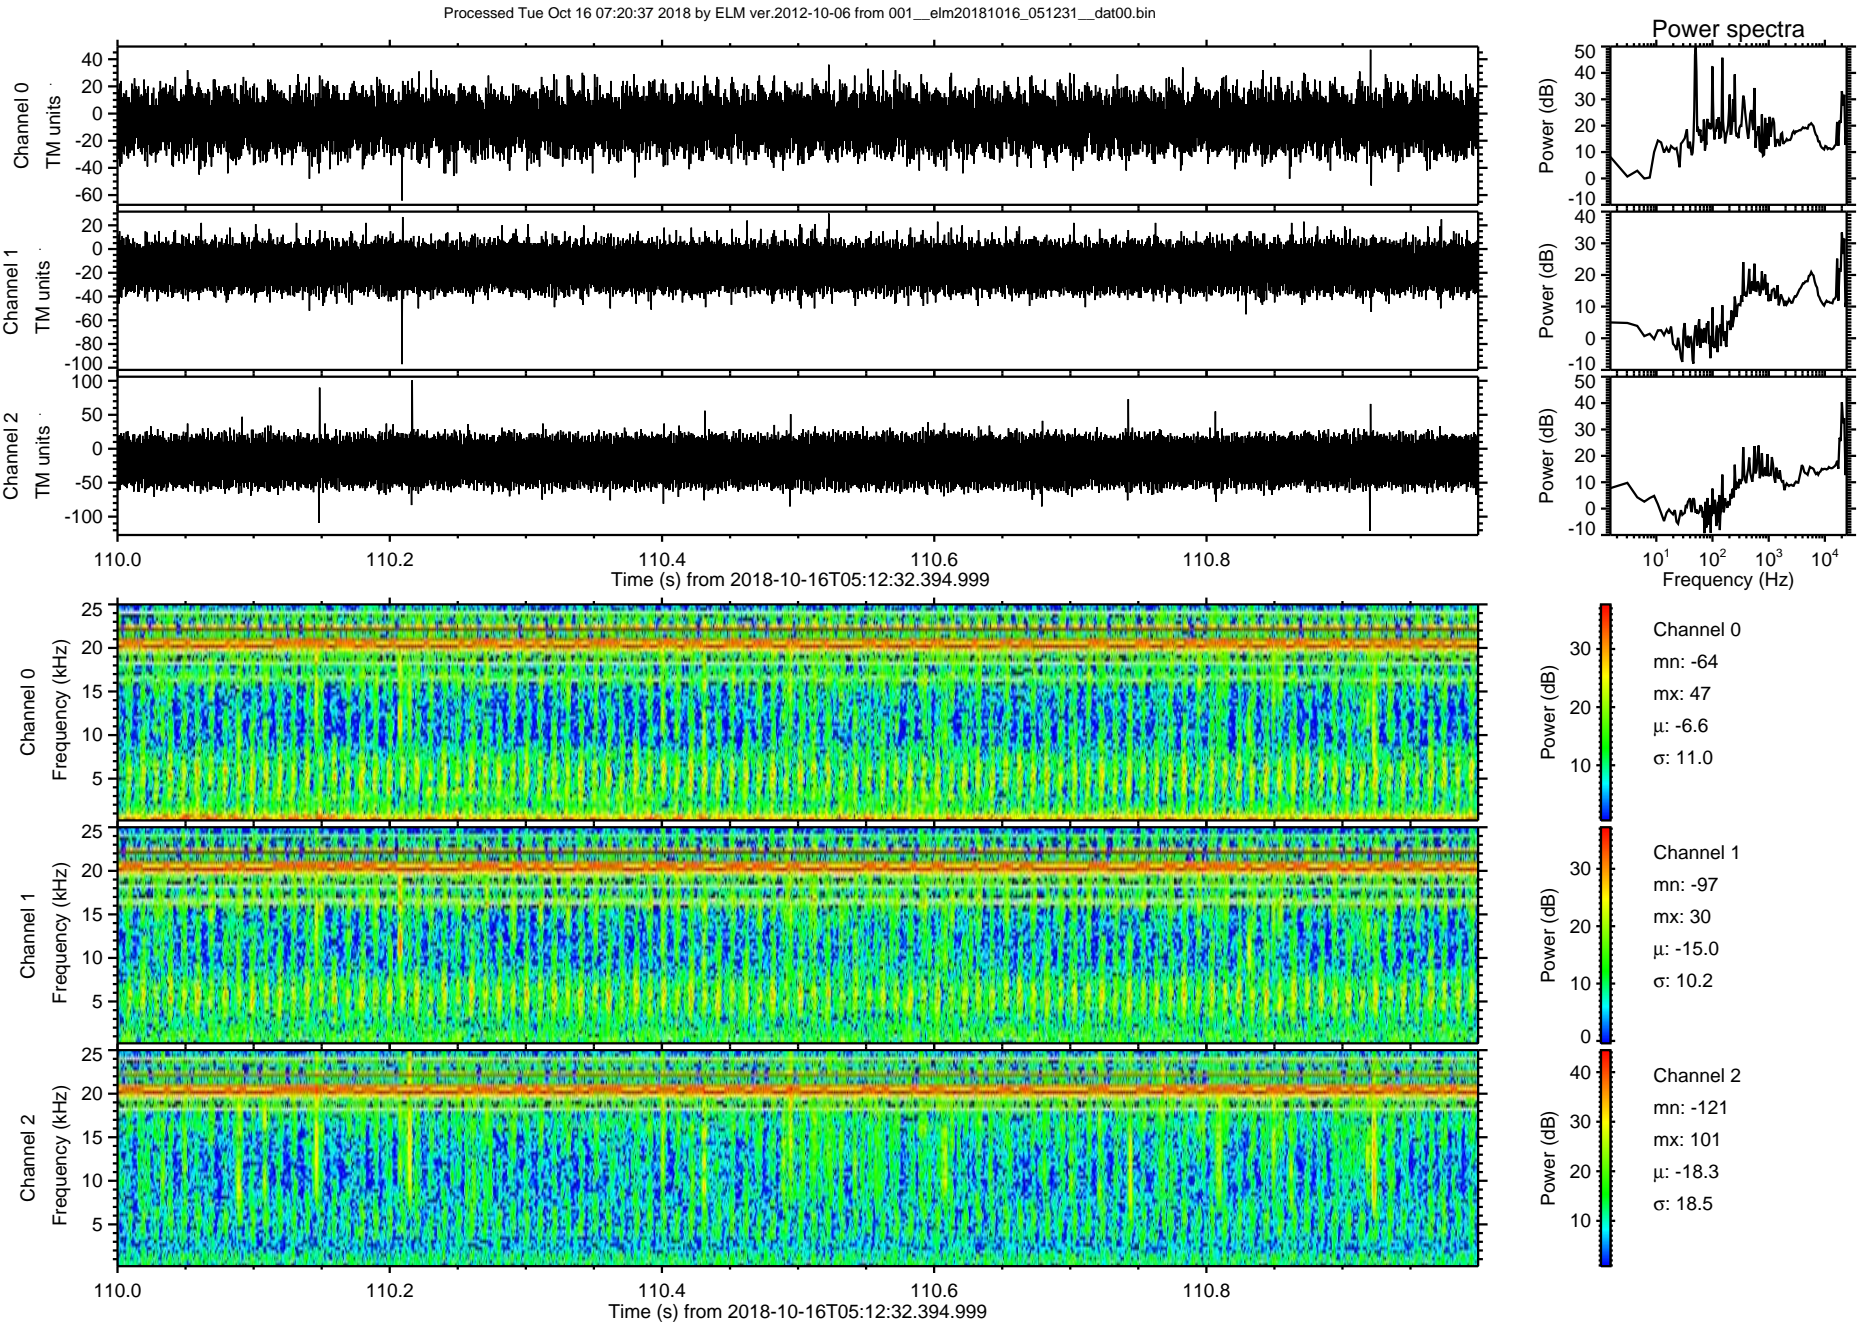 Processed Tue Oct 16 07:20:37 2018 by ELM ver.2012-10-06 from 001__elm20181016_051231__dat00.bin
Power spectra
Channel 0
TM units
40
20
0
-20
-40
-60
Power (dB)
50
40
30
20
10
0
-10
Channel 1
TM units
20
0
-20
-40
-60
-80
-100
Power (dB)
40
30
20
10
0
-10
Channel 2
TM units
100
50
0
-50
-100
Power (dB)
50
40
30
20
10
0
-10
110.0 110.2 110.4 110.6 110.8
Time (s) from 2018-10-16T05:12:32.394.999
10¹ 10² 10³ 10⁴
Frequency (Hz)
Channel 0
Frequency (kHz)
25
20
15
10
5
Power (dB)
30
20
10
Channel 0
mn: -64
mx: 47
μ: -6.6
σ: 11.0
Channel 1
Frequency (kHz)
25
20
15
10
5
Power (dB)
30
20
10
0
Channel 1
mn: -97
mx: 30
μ: -15.0
σ: 10.2
Channel 2
Frequency (kHz)
25
20
15
10
5
Power (dB)
40
30
20
10
Channel 2
mn: -121
mx: 101
μ: -18.3
σ: 18.5
110.0 110.2 110.4 110.6 110.8
Time (s) from 2018-10-16T05:12:32.394.999